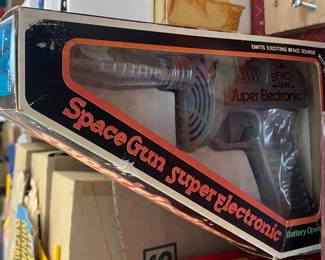 EMITS EXCITING SPACE SOUNDS
SPACE
GUN
Super Electronic
Space Gun Super Electronic
Battery Oper